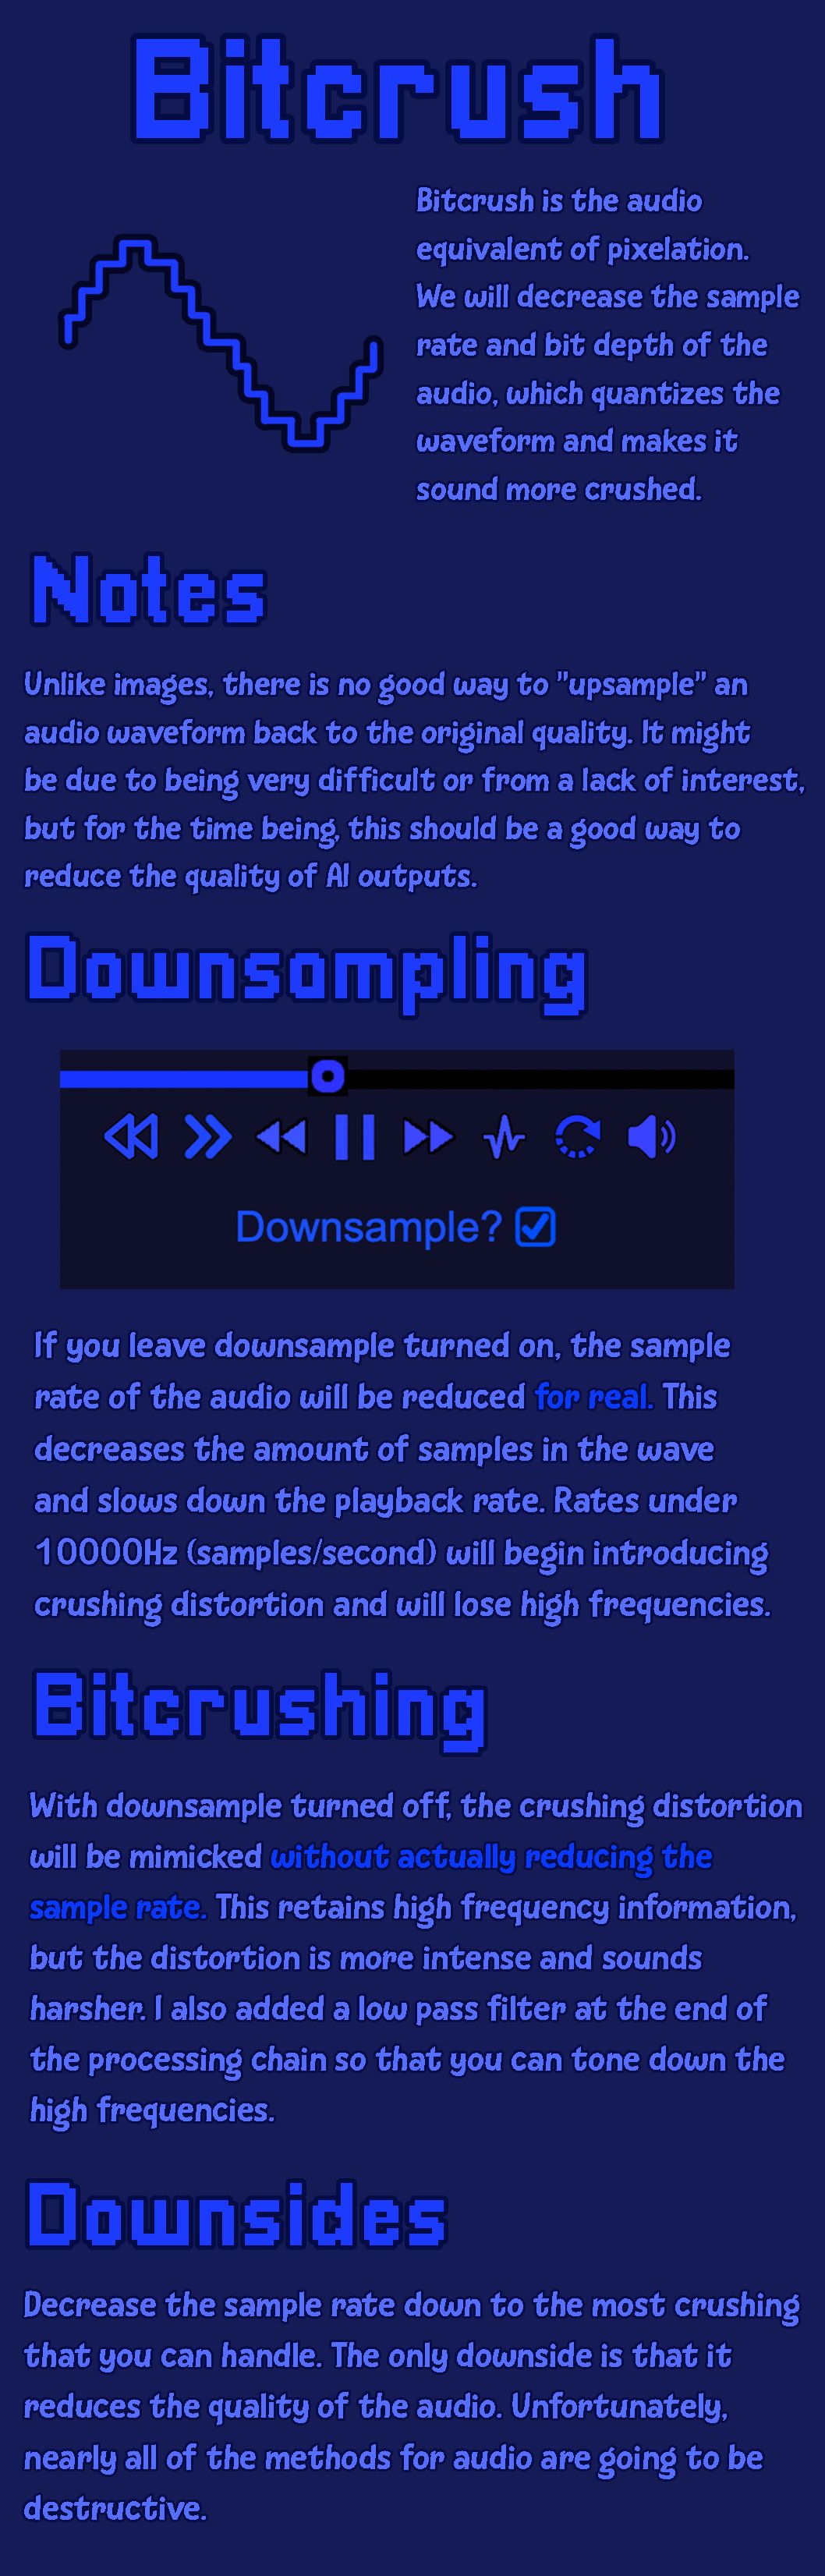 Bitcrush
Bitcrush is the audio
equivalent of pixelation.
We will decrease the sample
rate and bit depth of the
audio, which quantizes the
waveform and makes it
sound more crushed.
Notes
Unlike images, there is no good way to "upsample" an
audio waveform back to the original quality. It might
be due to being very difficult or from a lack of interest,
but for the time being, this should be a good way to
reduce the quality of AI outputs.
Downsampling
Downsample?
If you leave downsample turned on, the sample
rate of the audio will be reduced for real. This
decreases the amount of samples in the wave
and slows down the playback rate. Rates under
10000Hz (samples/second) will begin introducing
crushing distortion and will lose high frequencies.
Bitcrushing
With downsample turned off, the crushing distortion
will be mimicked without actually reducing the
sample rate. This retains high frequency information,
but the distortion is more intense and sounds
harsher. I also added a low pass filter at the end of
the processing chain so that you can tone down the
high frequencies.
Downsides
Decrease the sample rate down to the most crushing
that you can handle. The only downside is that it
reduces the quality of the audio. Unfortunately,
nearly all of the methods for audio are going to be
destructive.